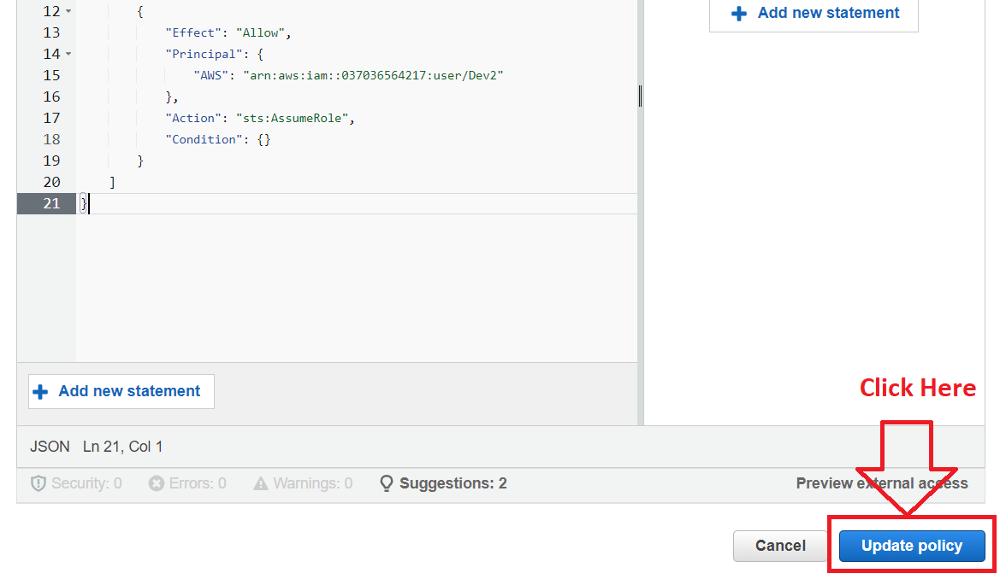 12 {
Add new statement
13 "Effect": "Allow",
14 "Principal": {
15 "AWS": "arn:aws:iam::037036564217:user/Dev2"
16 },
17 "Action": "sts:AssumeRole",
18 "Condition": {}
19 }
20 ]
21 }
Add new statement
Click Here
JSON Ln 21, Col 1
Security: 0 Errors: 0 Warnings: 0 Suggestions: 2 Preview external access
Cancel Update policy